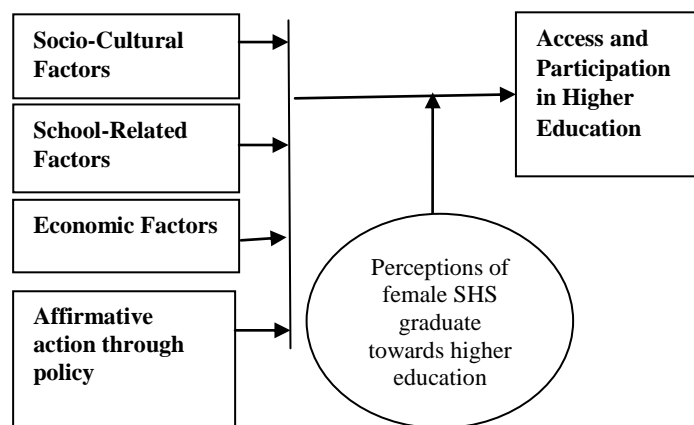 Socio-Cultural
Factors
School-Related
Factors
Economic Factors
Affirmative
action through
policy
Access and
Participation
in Higher
Education
Perceptions of
female SHS
graduate
towards higher
education